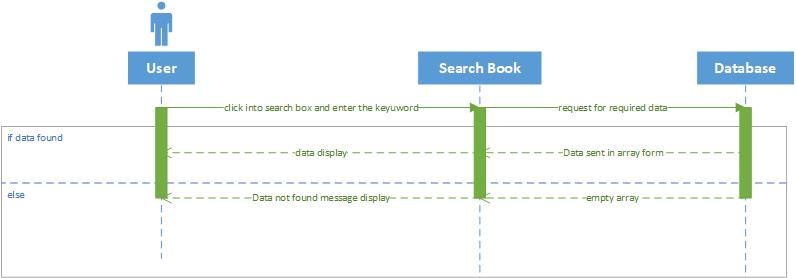 User
Search Book
Database
click into search box and enter the keyuword
request for required data
if data found
data display
Data sent in array form
else
Data not found message display
empty array